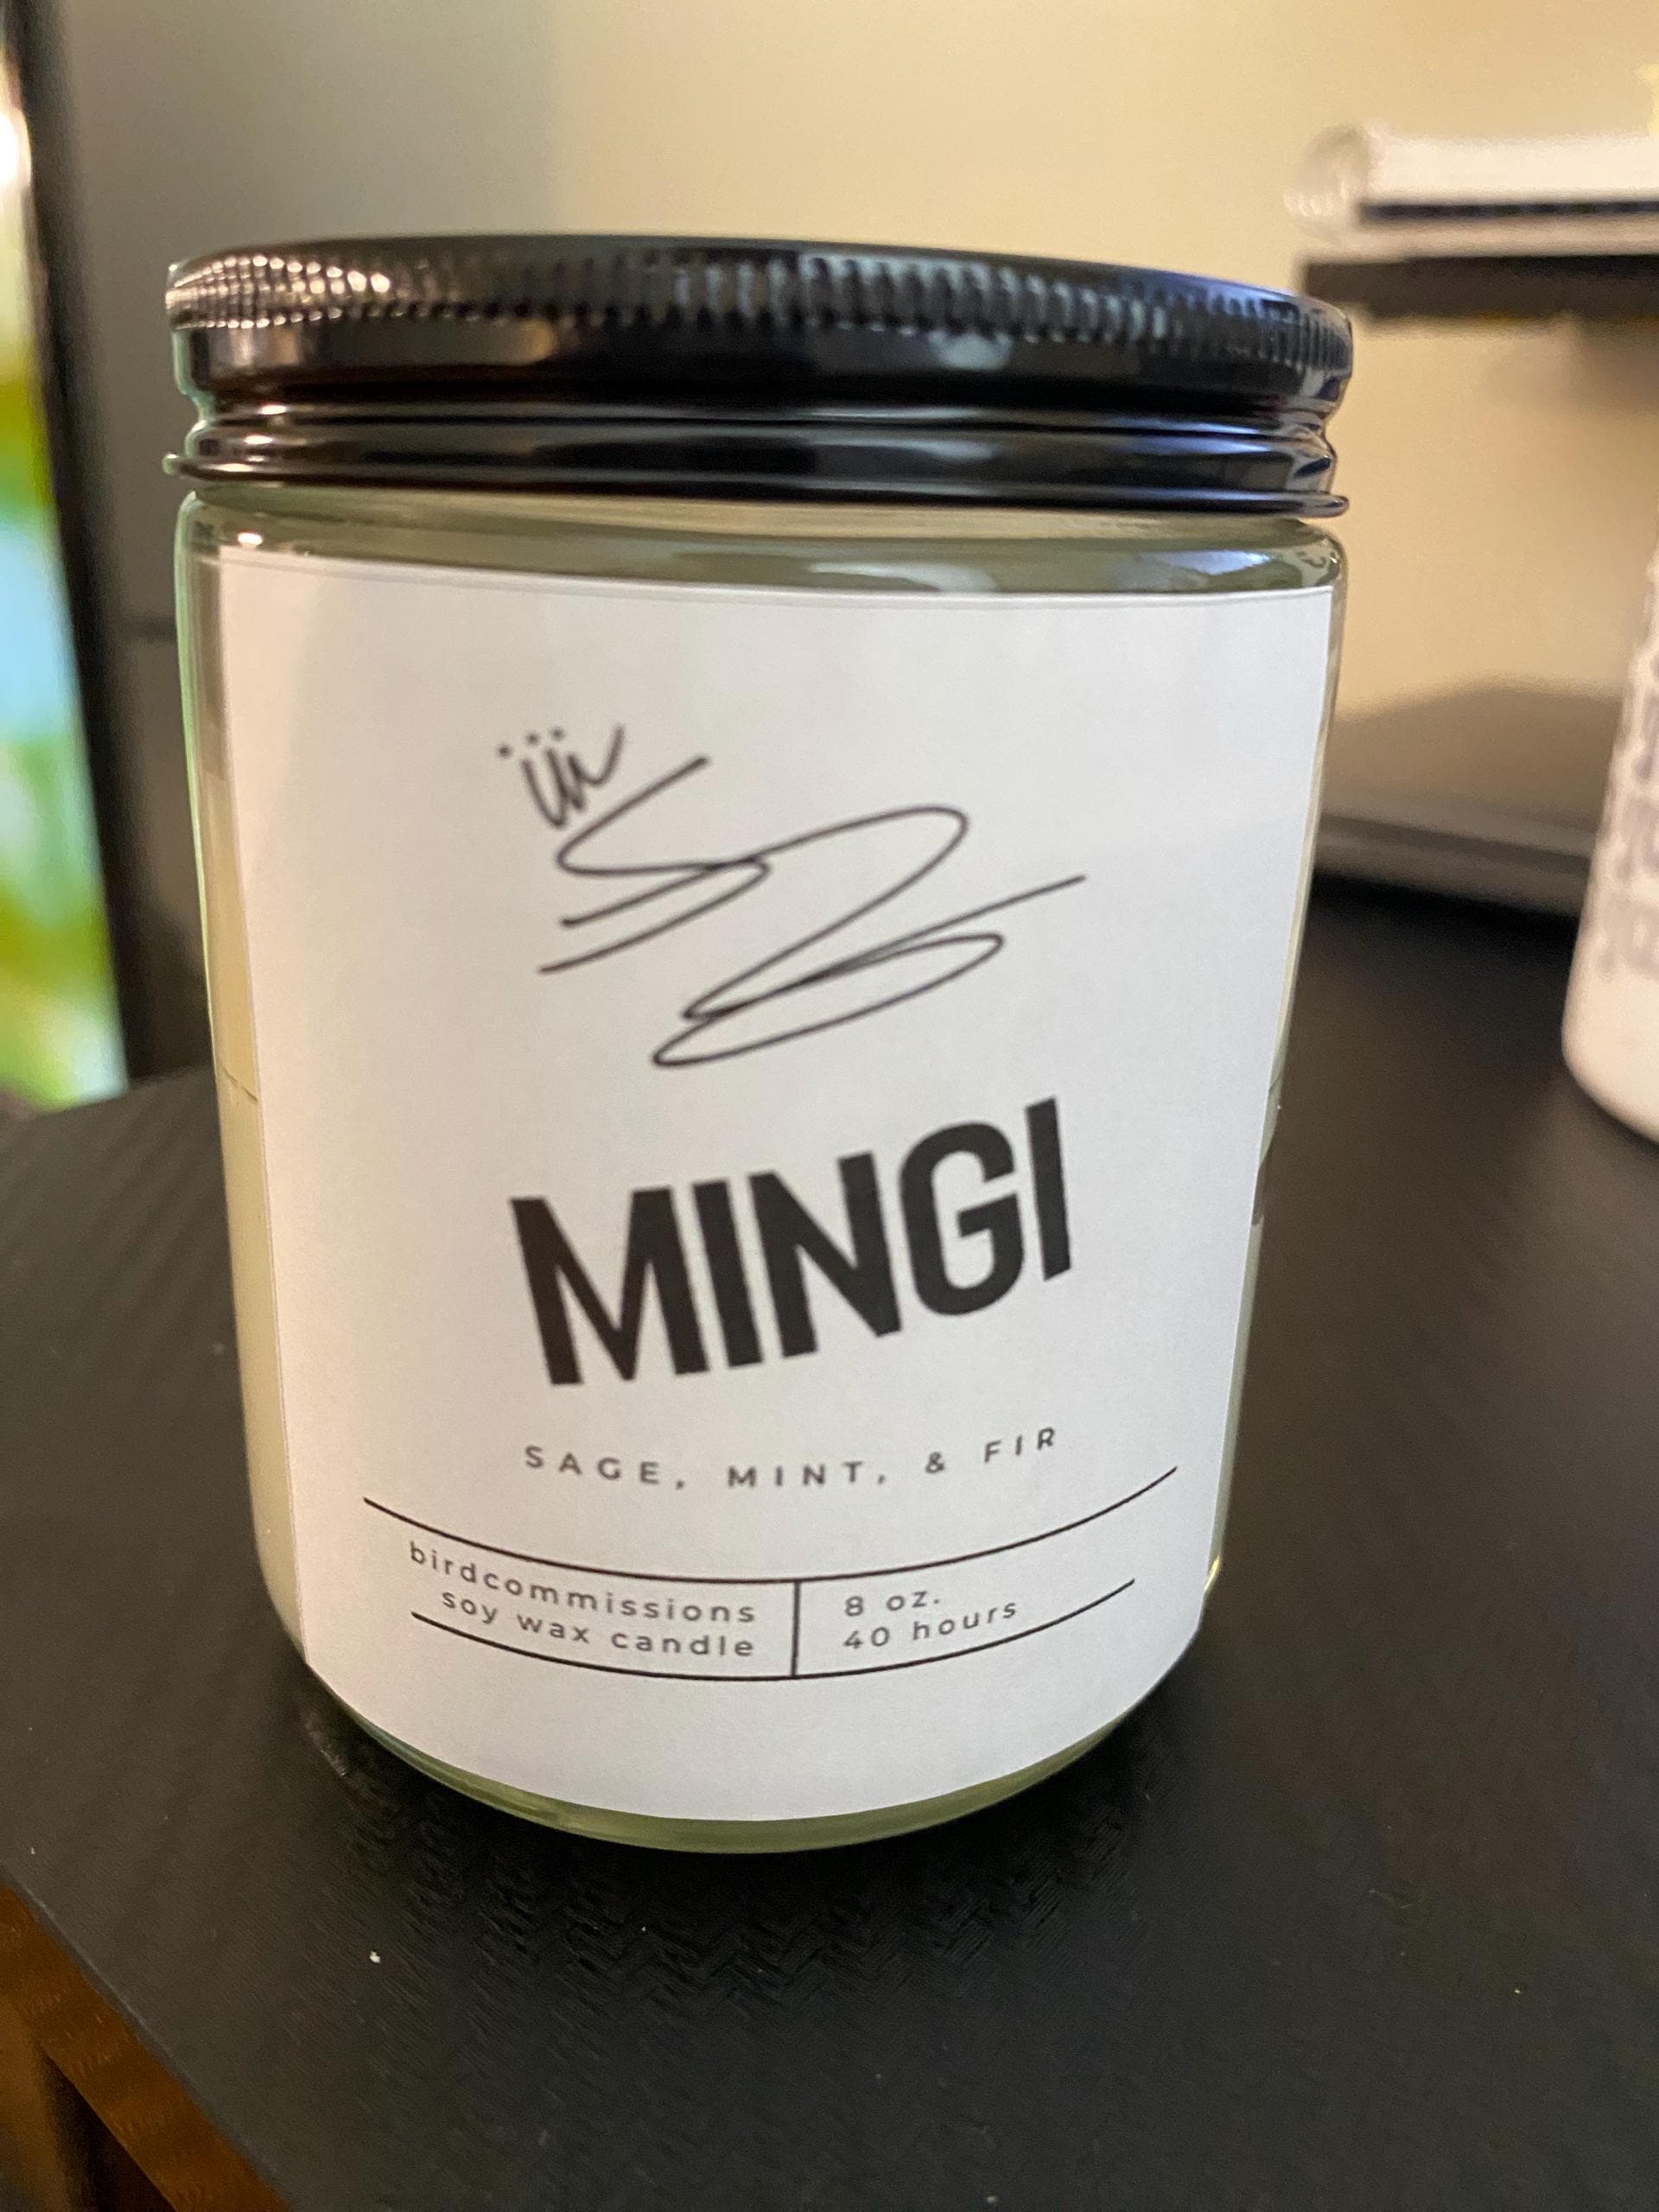 MINGI
SAGE, MINT, & FIR
birdcommissions
soy wax candle
8 oz.
40 hours